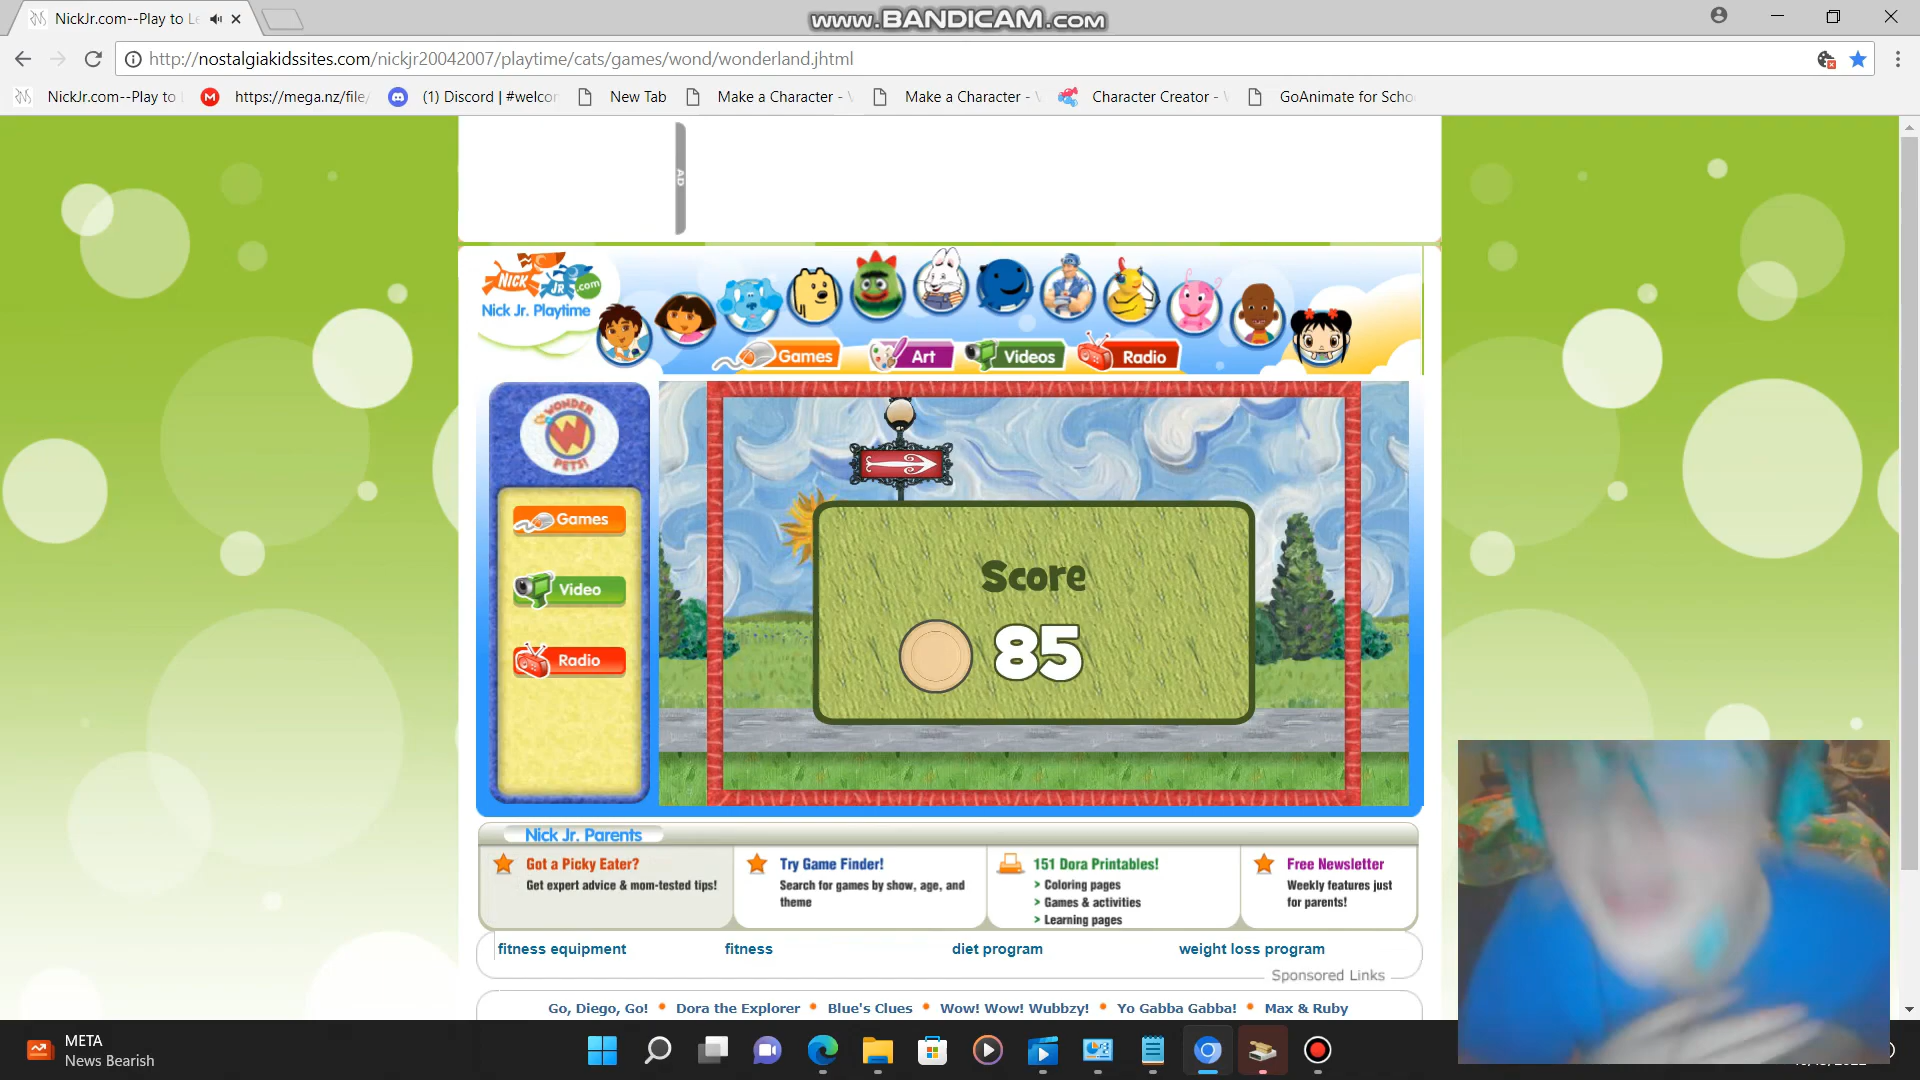 NickJr.com--Play to Le
www.BANDICAM.com
http://nostalgiakidssites.com/nickjr20042007/playtime/cats/games/wond/wonderland.jhtml
NickJr.com--Play to
M
https://mega.nz/file/
(1) Discord | #welcor
New Tab
Make a Character -
Make a Character -
Character Creator -
GoAnimate for Scho
AD
NICK JR .com
Nick Jr. Playtime
Games
Art
Videos
Radio
WONDER
W
PETS!
Games
Video
Radio
Score
85
Nick Jr. Parents
Got a Picky Eater?
Get expert advice & mom-tested tips!
Try Game Finder!
Search for games by show, age, and
theme
151 Dora Printables!
> Coloring pages
> Games & activities
> Learning pages
Free Newsletter
Weekly features just
for parents!
fitness equipment
fitness
diet program
weight loss program
Sponsored Links
Go, Diego, Go! • Dora the Explorer • Blue's Clues • Wow! Wow! Wubbzy! • Yo Gabba Gabba! • Max & Ruby
META
News Bearish